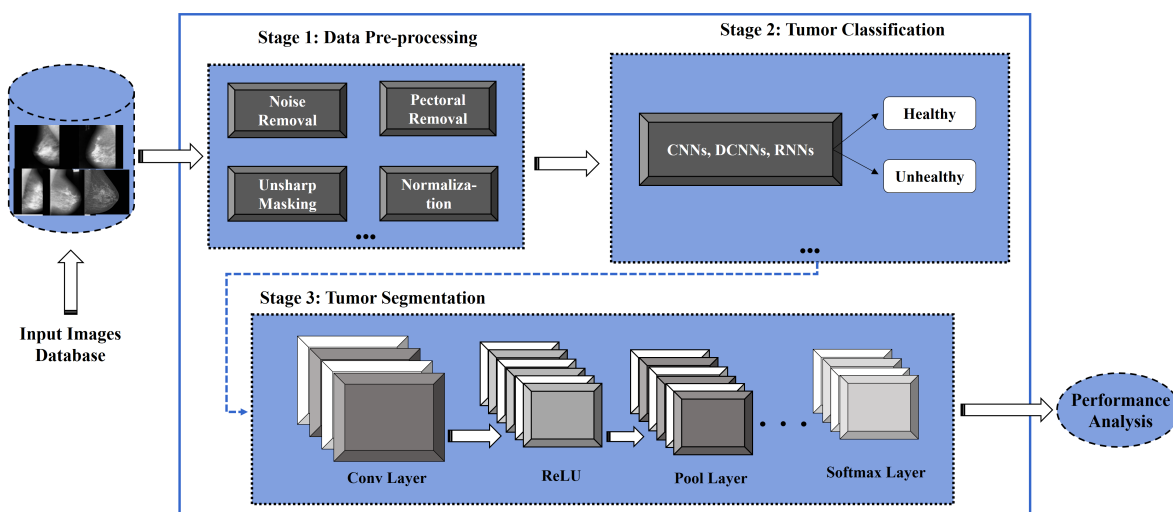 Stage 1: Data Pre-processing
Noise
Removal
Pectoral
Removal
Unsharp
Masking
Normaliza-
tion
...
Stage 2: Tumor Classification
CNNs, DCNNs, RNNs
Healthy
Unhealthy
...
Input Images
Database
Stage 3: Tumor Segmentation
Conv Layer
ReLU
Pool Layer
. . .
Softmax Layer
Performance
Analysis